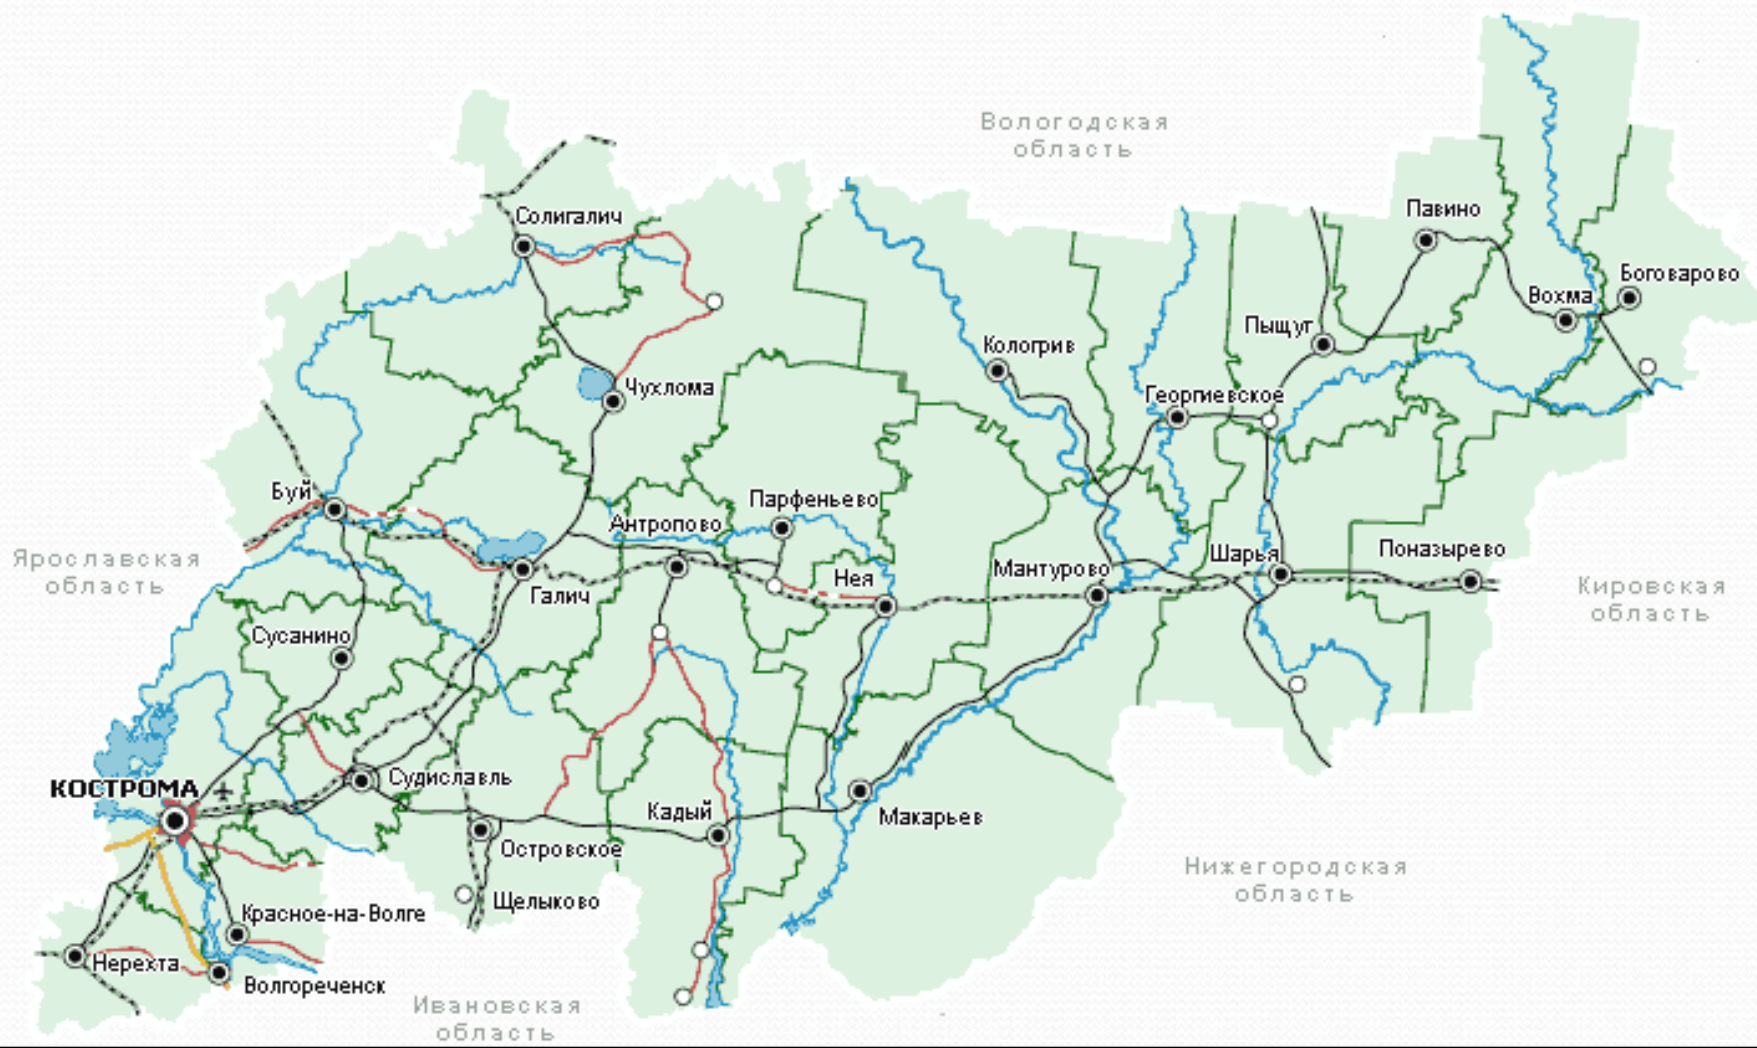 Вологодская
область
Солигалич
Павино
Боговарово
Вохма
Пыщуг
Кологрив
Чухлома
Георгиевское
Буй
Парфеньево
Антропово
Ярославская
область
Галич
Нея
Мантурово
Шарья
Поназырево
Кировская
область
Сусанино
КОСТРОМА
Судиславль
Кадый
Макарьев
Островское
Нижегородская
область
Щелыково
Красное-на-Волге
Нерехта
Волгореченск
Ивановская
область